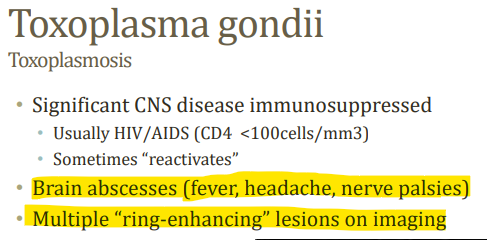 Toxoplasma gondii
Toxoplasmosis
• Significant CNS disease immunosuppressed
• Usually HIV/AIDS (CD4 <100cells/mm3)
• Sometimes “reactivates”
• Brain abscesses (fever, headache, nerve palsies)
• Multiple “ring-enhancing” lesions on imaging